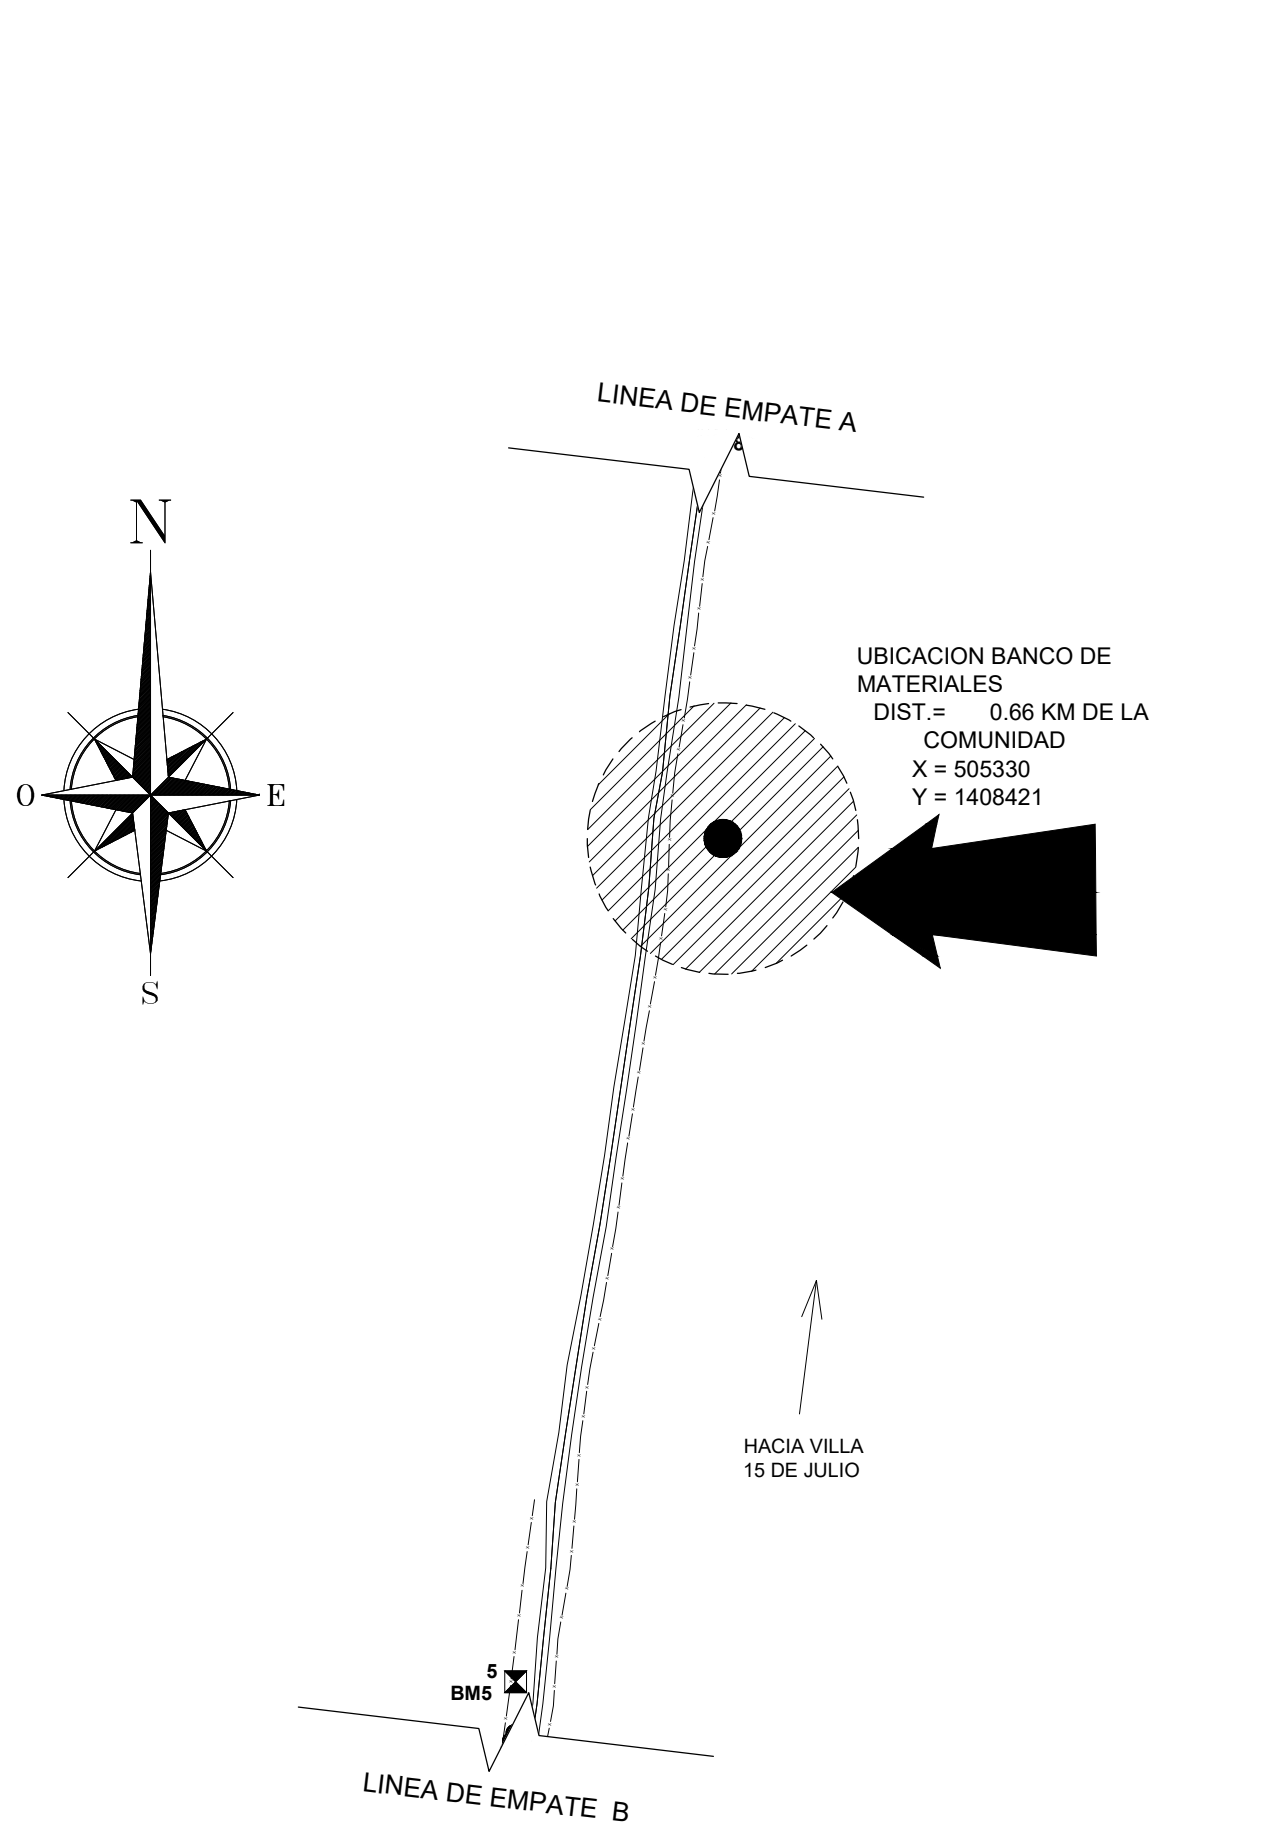 LINEA DE EMPATE A
N
O
E
S
UBICACION BANCO DE
MATERIALES
DIST.= 0.66 KM DE LA
COMUNIDAD
X = 505330
Y = 1408421
HACIA VILLA
15 DE JULIO
5
BM5
LINEA DE EMPATE B